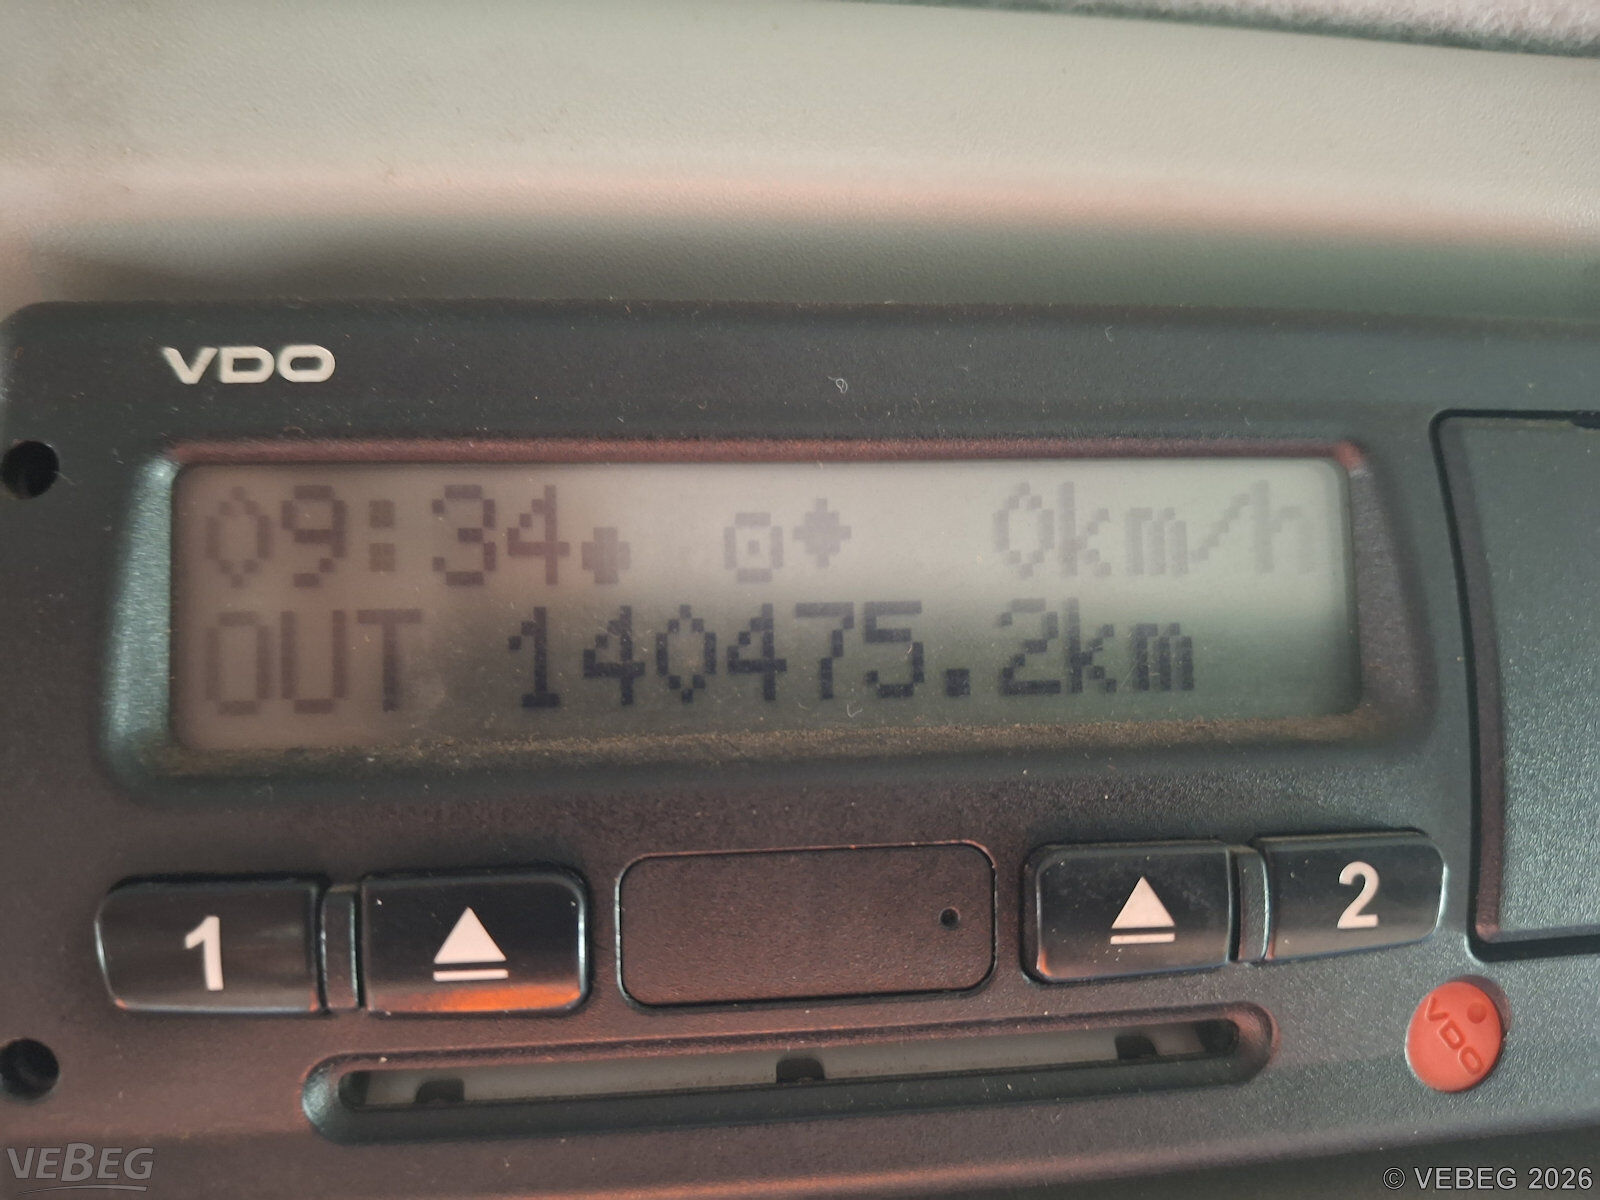 VDO
09:34 0km/h
OUT 140475.2km
1 2
VDO
VEBEG
© VEBEG 2026